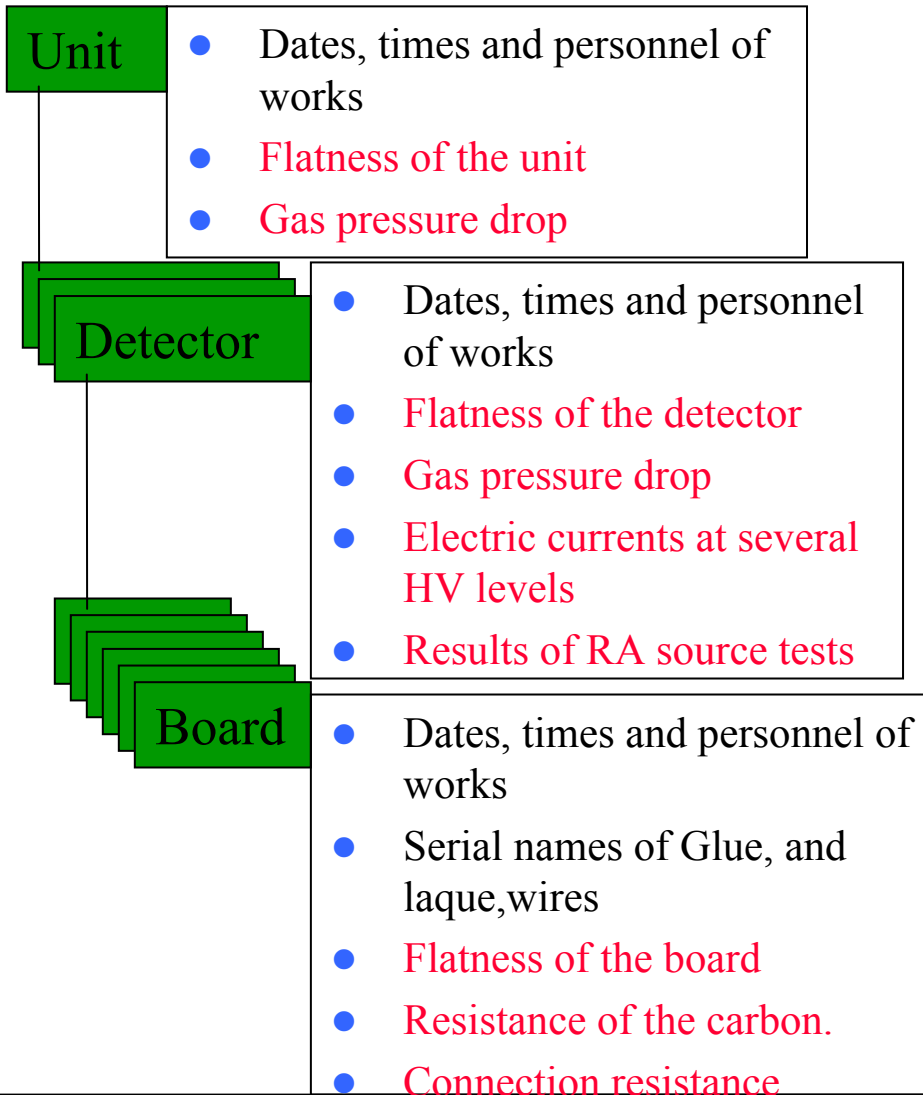 Unit
● Dates, times and personnel of
works
● Flatness of the unit
● Gas pressure drop
Detector
● Dates, times and personnel
of works
● Flatness of the detector
● Gas pressure drop
● Electric currents at several
HV levels
● Results of RA source tests
Board
● Dates, times and personnel of
works
● Serial names of Glue, and
laque,wires
● Flatness of the board
● Resistance of the carbon.
● Connection resistance